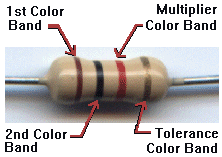 1st Color
Band
Multiplier
Color Band
2nd Color
Band
Tolerance
Color Band